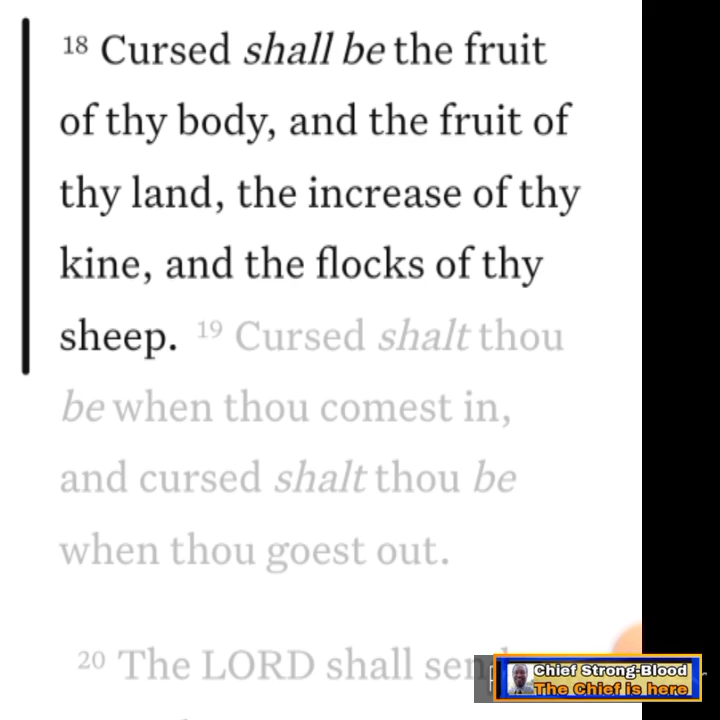 18 Cursed shall be the fruit
of thy body, and the fruit of
thy land, the increase of thy
kine, and the flocks of thy
sheep. 19 Cursed shalt thou
be when thou comest in,
and cursed shalt thou be
when thou goest out.
20 The LORD shall send
Chief Strong-Blood
The Chief is here